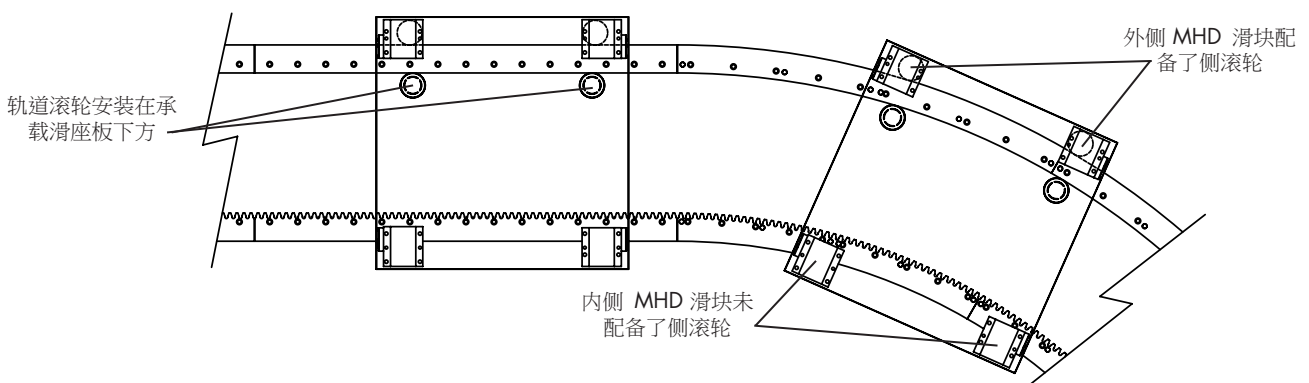 外侧 MHD 滑块配
备了侧滚轮
轨道滚轮安装在承
载滑座板下方
内侧 MHD 滑块未
配备了侧滚轮